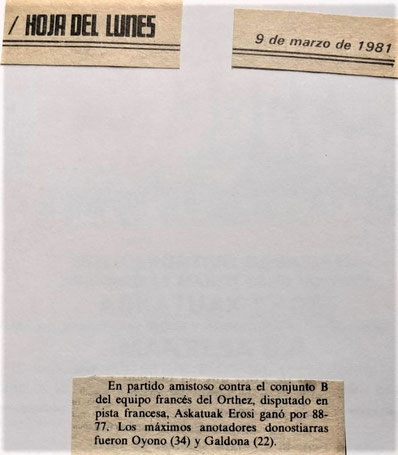 / HOJA DEL LUNES
9 de marzo de 1981
En partido amistoso contra el conjunto B
del equipo francés del Orthez, disputado en
pista francesa, Askatuak Erosi ganó por 88-
77. Los máximos anotadores donostiarras
fueron Oyono (34) y Galdona (22).